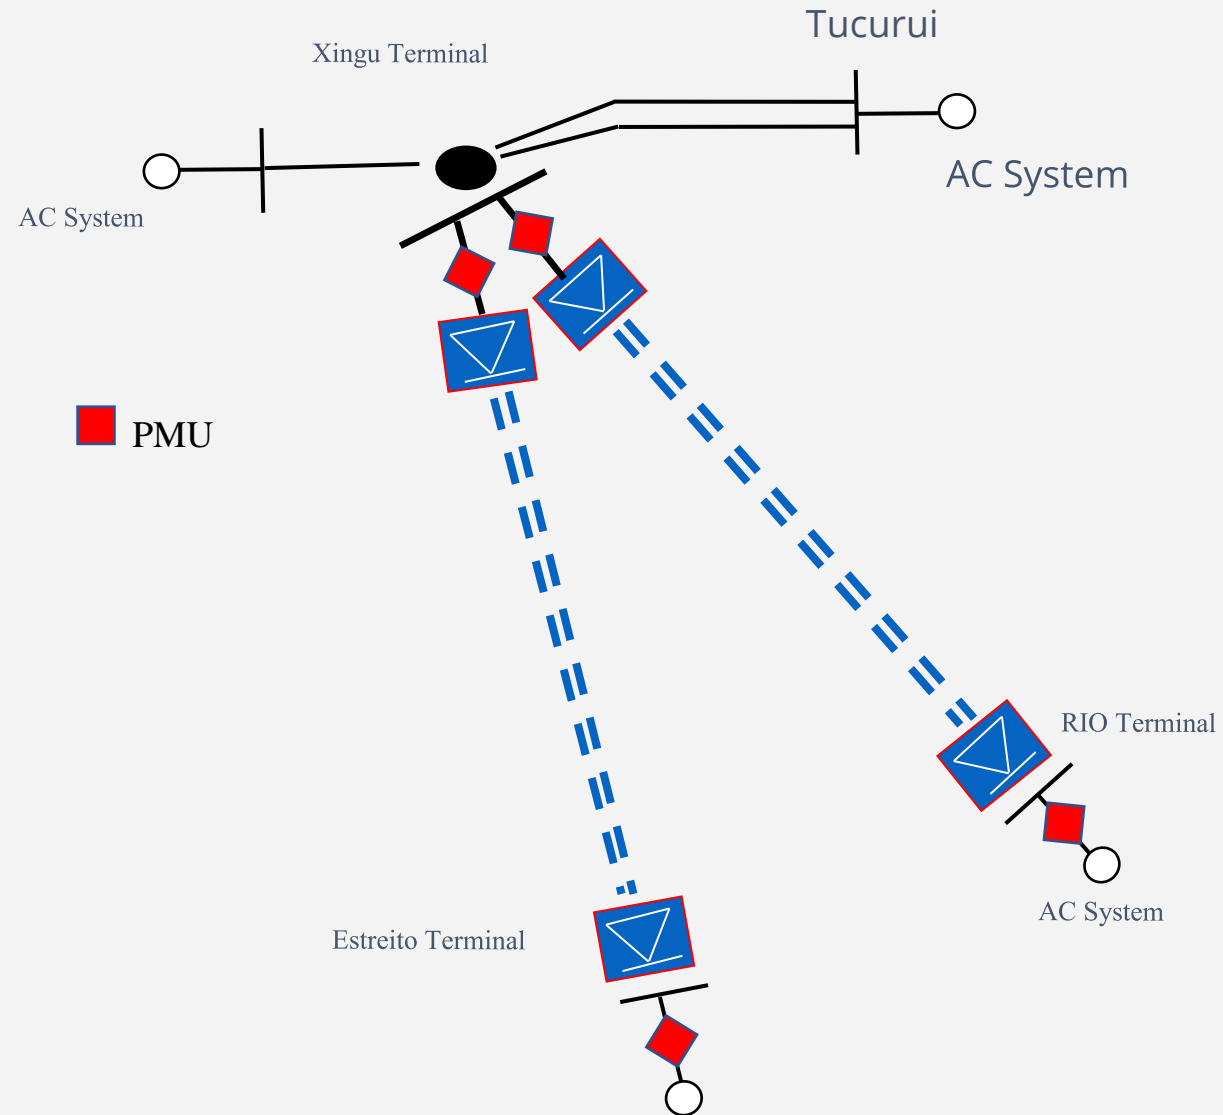 Tucurui
Xingu Terminal
AC System
AC System
PMU
RIO Terminal
AC System
Estreito Terminal